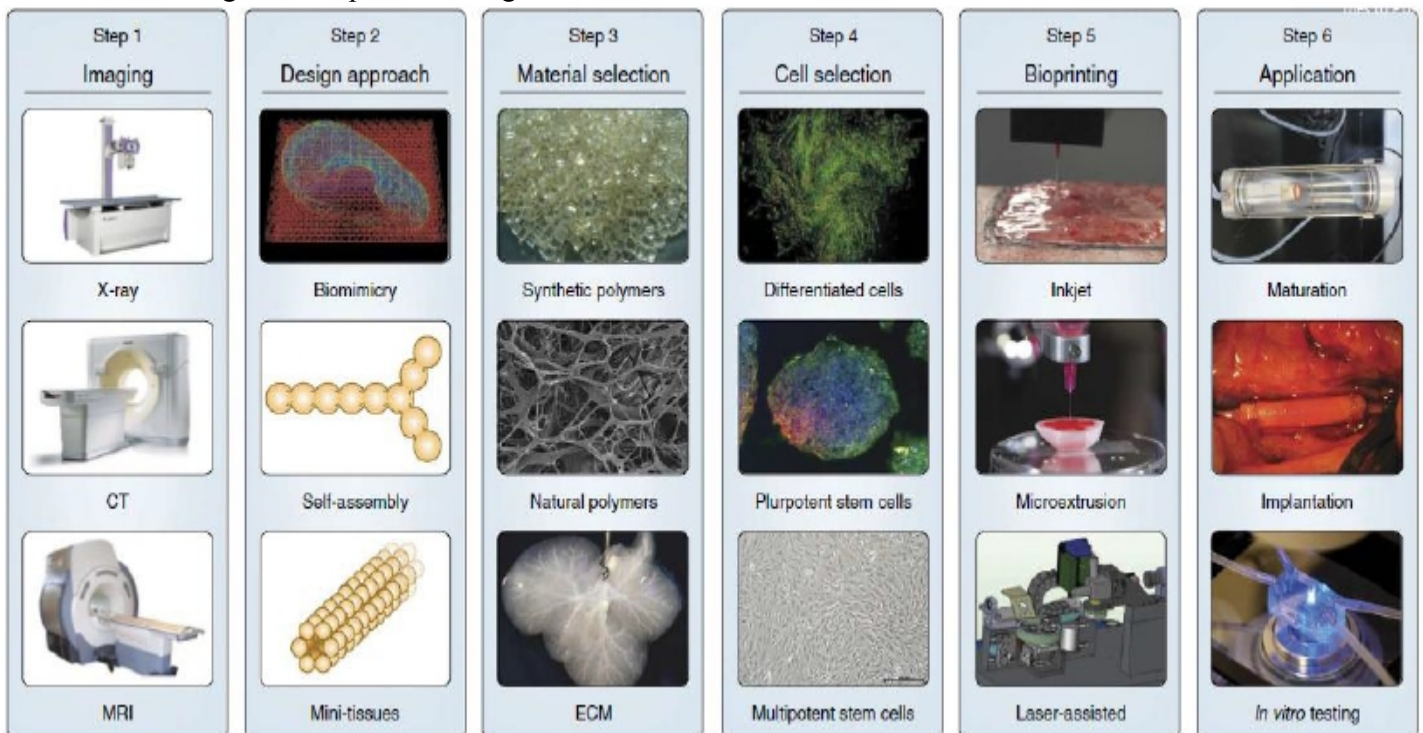 Step 1
Imaging
X-ray
CT
MRI
Step 2
Design approach
Biomimicry
Self-assembly
Mini-tissues
Step 3
Material selection
Synthetic polymers
Natural polymers
ECM
Step 4
Cell selection
Differentiated cells
Plurpotent stem cells
Multipotent stem cells
Step 5
Bioprinting
Inkjet
Microextrusion
Laser-assisted
Step 6
Application
Maturation
Implantation
In vitro testing